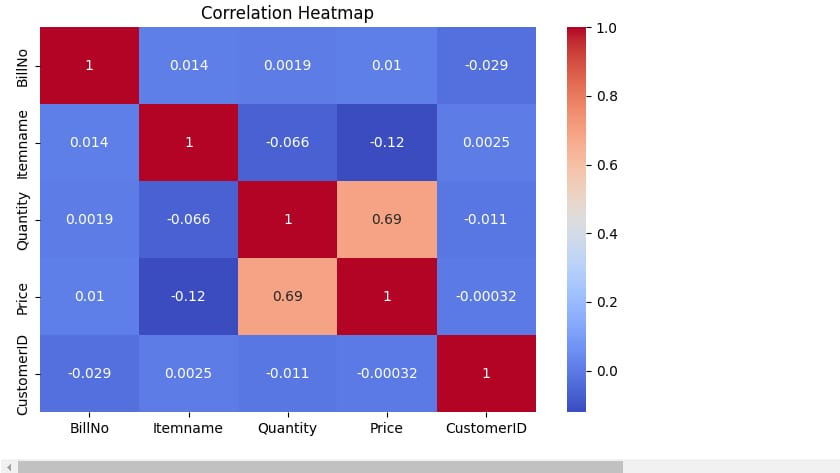 Correlation Heatmap
BillNo 1 0.014 0.0019 0.01 -0.029
Itemname 0.014 1 -0.066 -0.12 0.0025
Quantity 0.0019 -0.066 1 0.69 -0.011
Price 0.01 -0.12 0.69 1 -0.00032
CustomerID -0.029 0.0025 -0.011 -0.00032 1
BillNo Itemname Quantity Price CustomerID
1.0
0.8
0.6
0.4
0.2
0.0